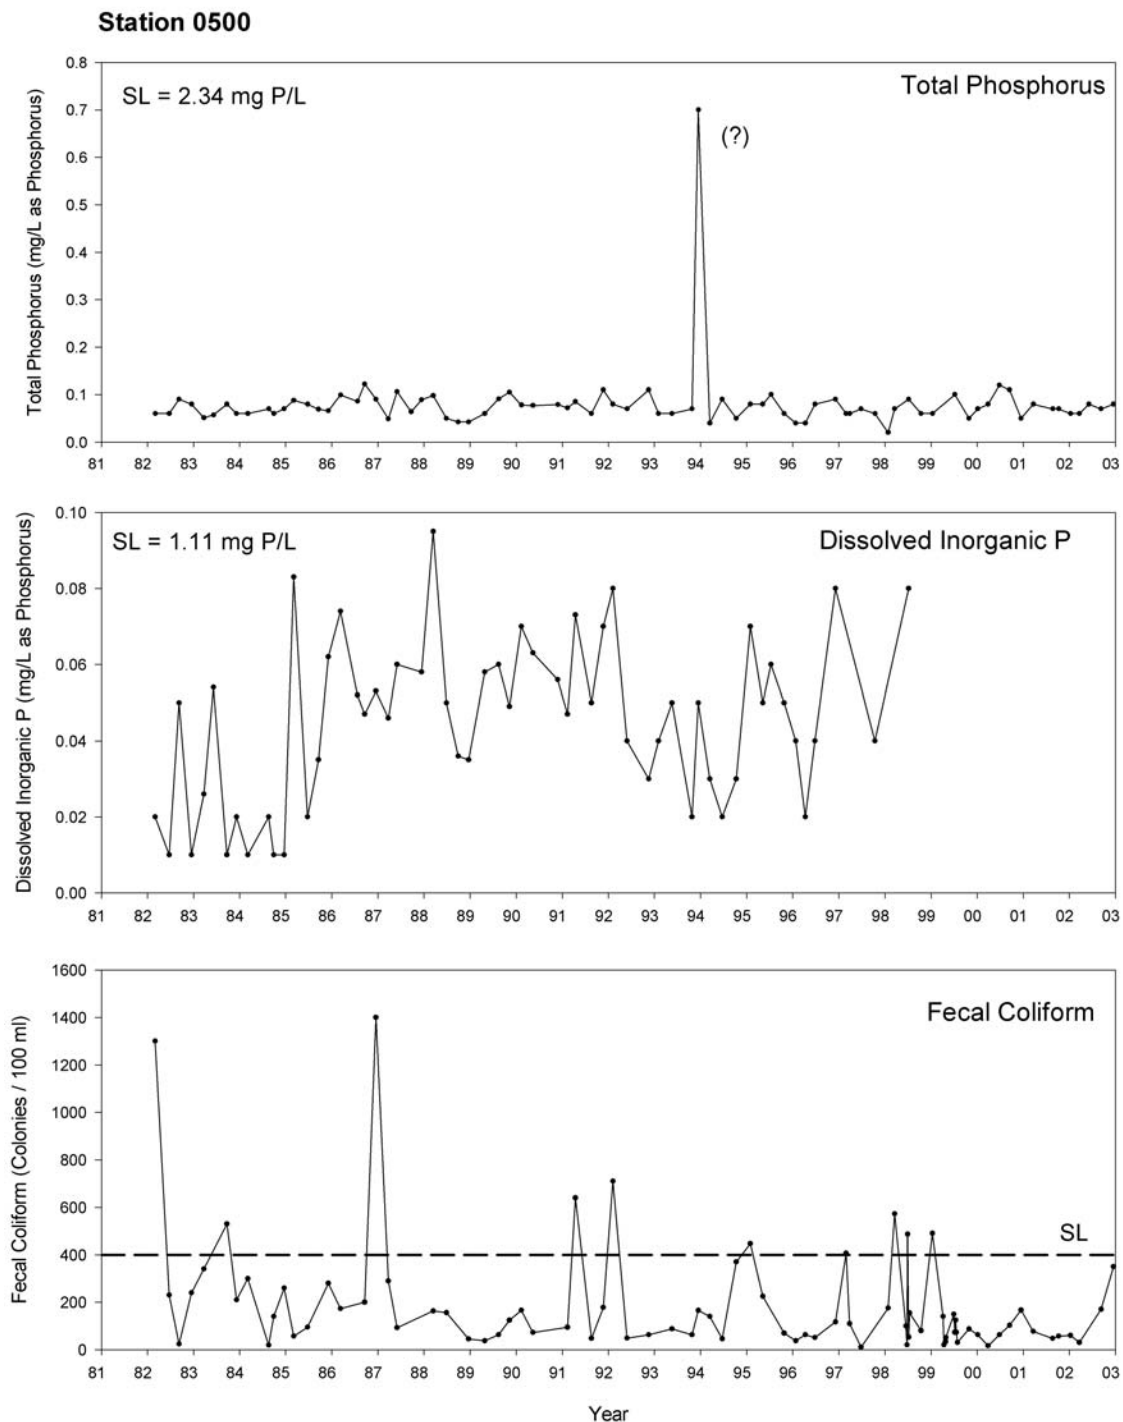 Station 0500
Total Phosphorus (mg/L as Phosphorus)
0.8
0.7
0.6
0.5
0.4
0.3
0.2
0.1
0.0
SL = 2.34 mg P/L
Total Phosphorus
(?)
81 82 83 84 85 86 87 88 89 90 91 92 93 94 95 96 97 98 99 00 01 02 03
Dissolved Inorganic P (mg/L as Phosphorus)
0.10
0.08
0.06
0.04
0.02
0.00
SL = 1.11 mg P/L
Dissolved Inorganic P
81 82 83 84 85 86 87 88 89 90 91 92 93 94 95 96 97 98 99 00 01 02 03
Fecal Coliform (Colonies / 100 ml)
1600
1400
1200
1000
800
600
400
200
0
Fecal Coliform
SL
81 82 83 84 85 86 87 88 89 90 91 92 93 94 95 96 97 98 99 00 01 02 03
Year